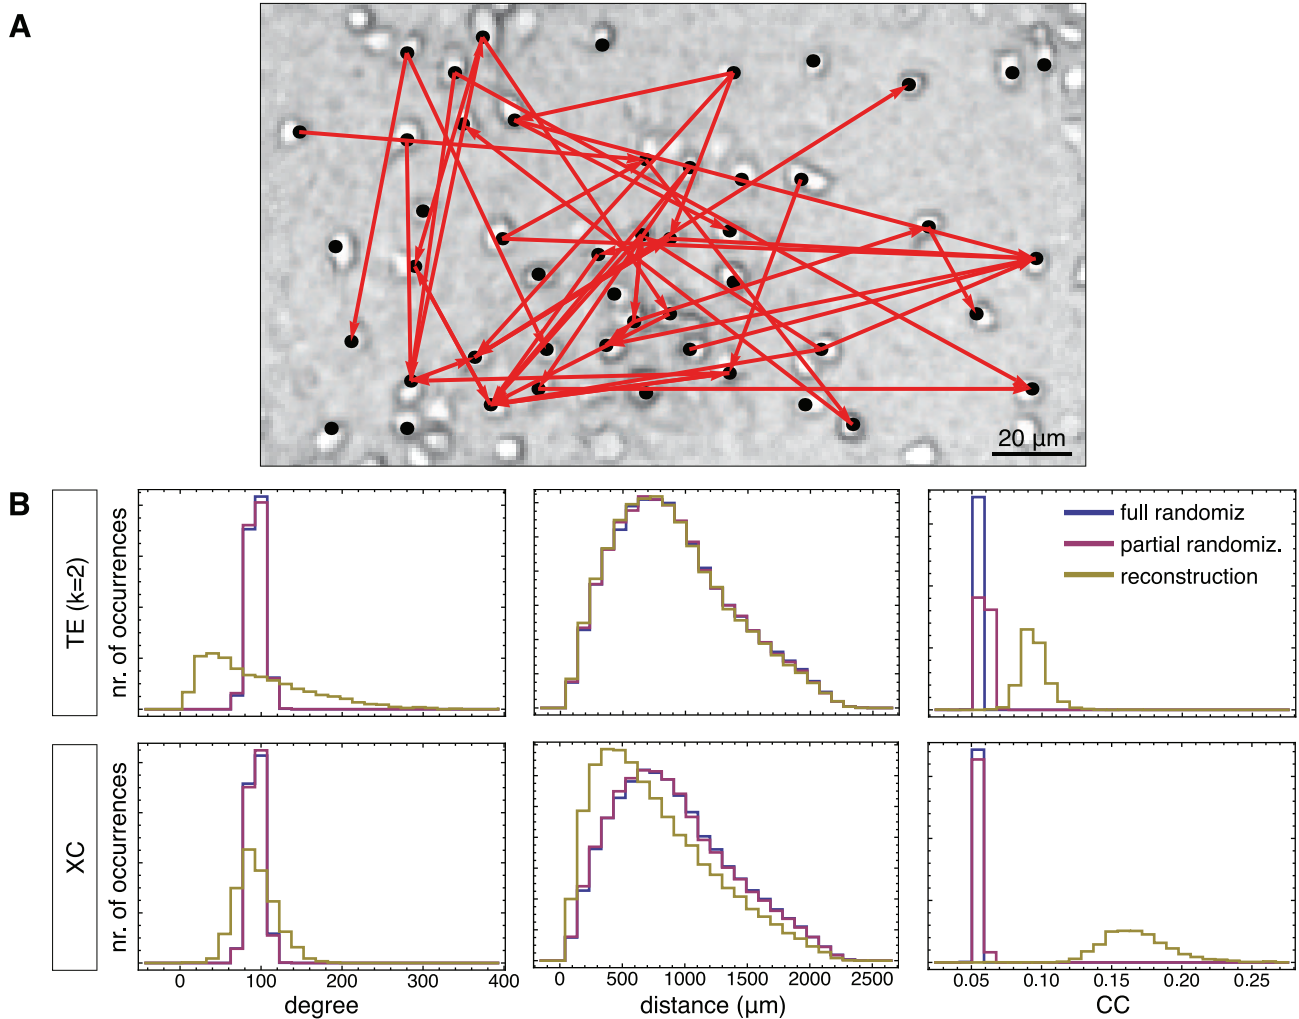 A
20 µm
B
TE (k=2)
nr. of occurrences
full randomiz
partial randomiz.
reconstruction
XC
nr. of occurrences
0 100 200 300 400
degree
0 500 1000 1500 2000 2500
distance (µm)
0.05 0.10 0.15 0.20 0.25
CC